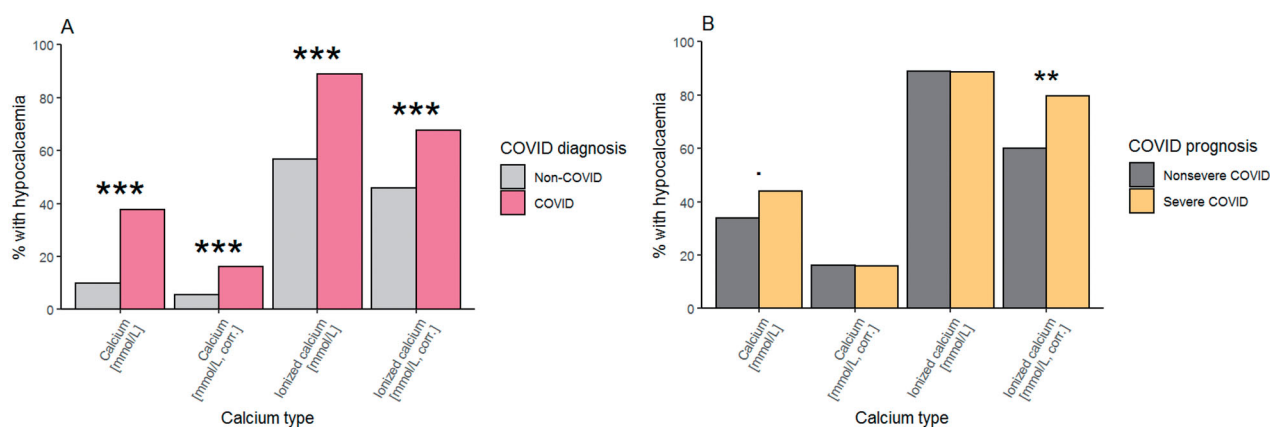 A
% with hypocalcaemia
100
80
60
40
20
0
***
***
***
***
Calcium
[mmol/L]
Calcium
[mmol/L, corr.]
Ionized calcium
[mmol/L]
Ionized calcium
[mmol/L, corr.]
Calcium type
COVID diagnosis
Non-COVID
COVID
B
% with hypocalcaemia
100
80
60
40
20
0
.
**
Calcium
[mmol/L]
Calcium
[mmol/L, corr.]
Ionized calcium
[mmol/L]
Ionized calcium
[mmol/L, corr.]
Calcium type
COVID prognosis
Nonsevere COVID
Severe COVID